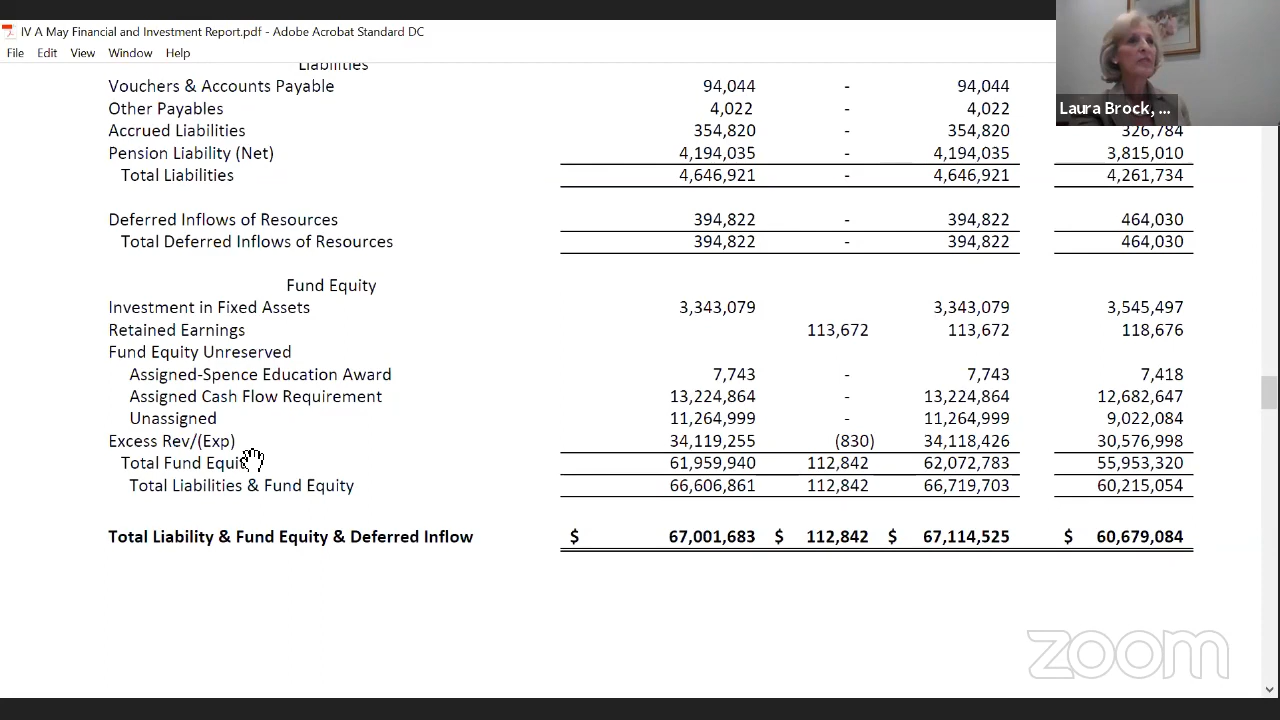 IV A May Financial and Investment Report.pdf - Adobe Acrobat Standard DC
File Edit View Window Help
Laura Brock, ...
Liabilities
Vouchers & Accounts Payable 94,044 - 94,044
Other Payables 4,022 - 4,022
Accrued Liabilities 354,820 - 354,820 326,784
Pension Liability (Net) 4,194,035 - 4,194,035 3,815,010
Total Liabilities 4,646,921 - 4,646,921 4,261,734
Deferred Inflows of Resources 394,822 - 394,822 464,030
Total Deferred Inflows of Resources 394,822 - 394,822 464,030
Fund Equity
Investment in Fixed Assets 3,343,079 3,343,079 3,545,497
Retained Earnings 113,672 113,672 118,676
Fund Equity Unreserved
Assigned-Spence Education Award 7,743 - 7,743 7,418
Assigned Cash Flow Requirement 13,224,864 - 13,224,864 12,682,647
Unassigned 11,264,999 - 11,264,999 9,022,084
Excess Rev/(Exp) 34,119,255 (830) 34,118,426 30,576,998
Total Fund Equity 61,959,940 112,842 62,072,783 55,953,320
Total Liabilities & Fund Equity 66,606,861 112,842 66,719,703 60,215,054
Total Liability & Fund Equity & Deferred Inflow $ 67,001,683 $ 112,842 $ 67,114,525 $ 60,679,084
zoom